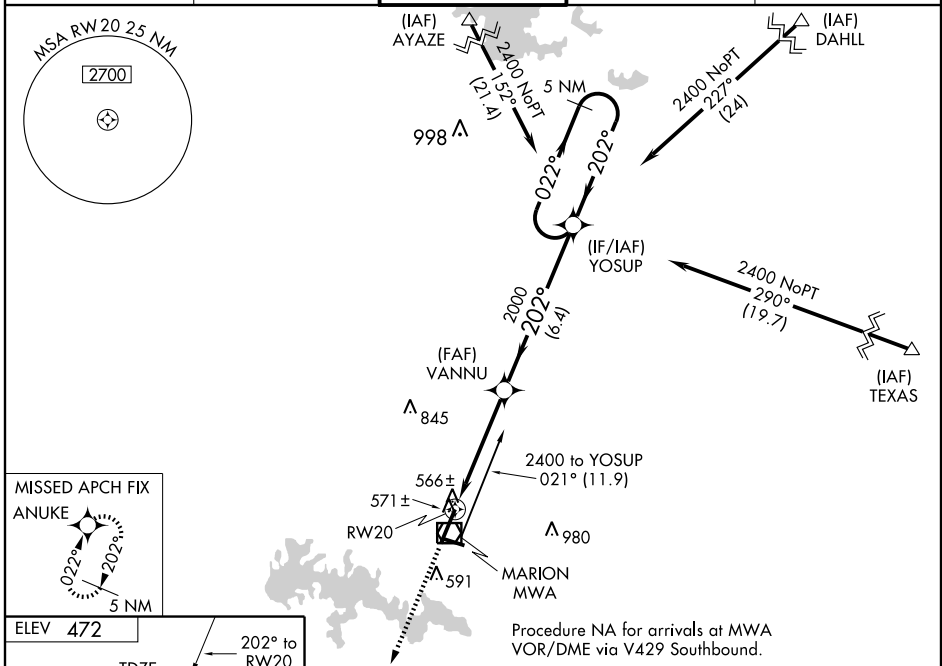 MSA RW20 25 NM
2700
(IAF)
AYAZE
2400 NoPT
152°
(21.4)
5 NM
(IAF)
DAHLL
2400 NoPT
227°
(24)
998
022°
202°
(IF/IAF)
YOSUP
2000
202°
(6.4)
2400 NoPT
290°
(19.7)
(IAF)
TEXAS
(FAF)
VANNU
845
2400 to YOSUP
021° (11.9)
566±
571±
RW20
980
MARION
MWA
591
MISSED APCH FIX
ANUKE
022°
202°
5 NM
Procedure NA for arrivals at MWA
VOR/DME via V429 Southbound.
ELEV 472
TDZE
202° to
RW20